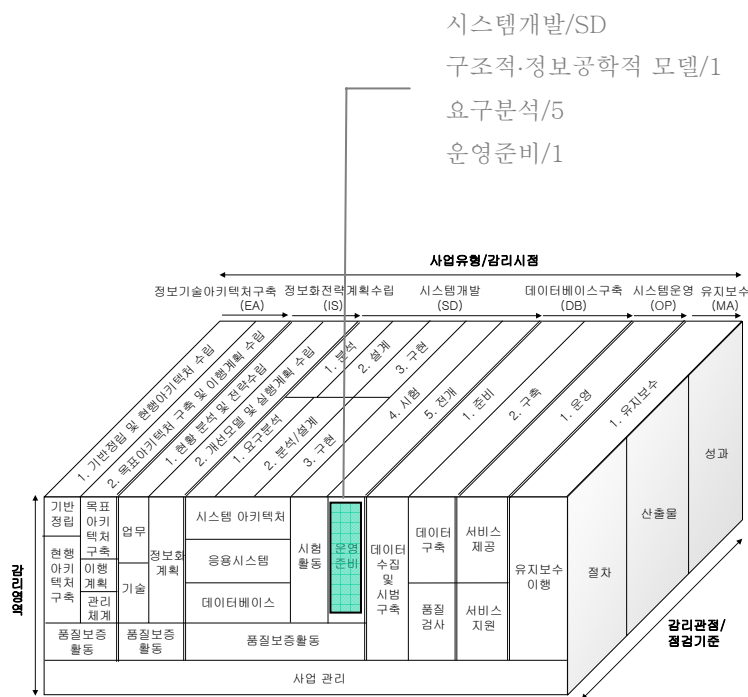 시스템개발/SD
구조적·정보공학적 모델/1
요구분석/5
운영준비/1
사업유형/감리시점
정보기술아키텍처구축
(EA)
정보화전략계획수립
(IS)
시스템개발
(SD)
데이터베이스구축
(DB)
시스템운영
(OP)
유지보수
(MA)
1. 기반정립 및 현행아키텍처 수립
2. 목표아키텍처 구축 및 이행계획 수립
1. 현황 분석 및 전략수립
2. 개선모델 및 실행계획 수립
1. 분석
2. 설계
3. 구현
1. 요구분석
2. 분석/설계
3. 구현
4. 시험
5. 전개
1. 준비
2. 구축
1. 운영
1. 유지보수
성과
산출물
절차
감리영역
감리관점/
점검기준
기반
정립
목표
아키
텍처
구축
현행
아키
텍처
구축
이행
계획
관리
체계
업무
기술
정보화
계획
시스템 아키텍처
응용시스템
데이터베이스
시험
활동
운영
준비
데이터
수집
및
시범
구축
데이터
구축
품질
검사
서비스
제공
서비스
지원
유지보수
이행
품질보증
활동
품질보증
활동
품질보증활동
사업 관리